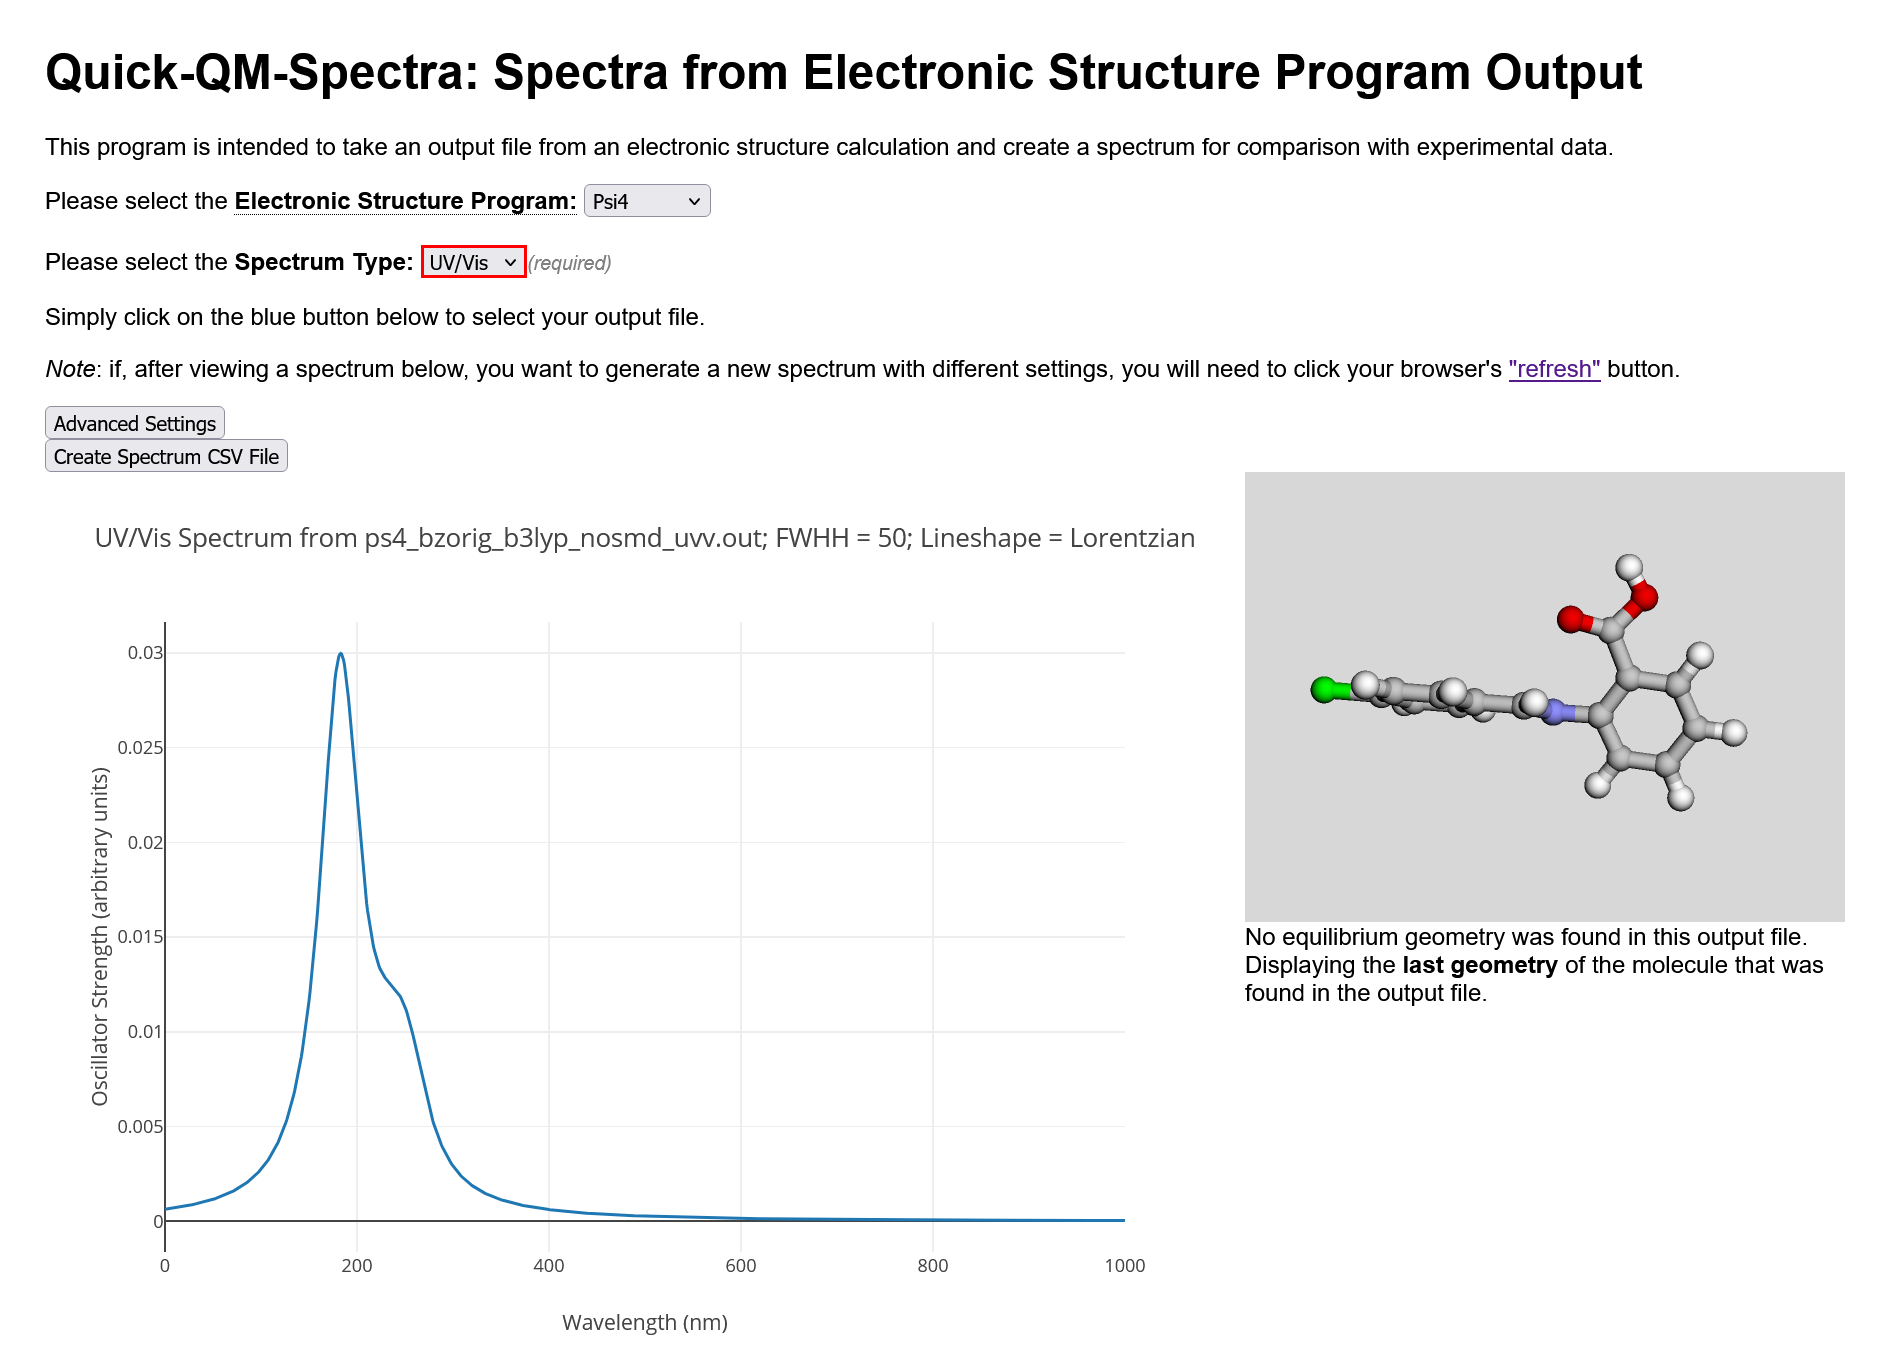 Quick-QM-Spectra: Spectra from Electronic Structure Program Output
This program is intended to take an output file from an electronic structure calculation and create a spectrum for comparison with experimental data.
Please select the Electronic Structure Program: Psi4
Please select the Spectrum Type: UV/Vis (required)
Simply click on the blue button below to select your output file.
Note: if, after viewing a spectrum below, you want to generate a new spectrum with different settings, you will need to click your browser's "refresh" button.
Advanced Settings
Create Spectrum CSV File
UV/Vis Spectrum from ps4_bzorig_b3lyp_nosmd_uvv.out; FWHH = 50; Lineshape = Lorentzian
Oscillator Strength (arbitrary units)
0.03
0.025
0.02
0.015
0.01
0.005
0
0 200 400 600 800 1000
Wavelength (nm)
No equilibrium geometry was found in this output file.
Displaying the last geometry of the molecule that was
found in the output file.